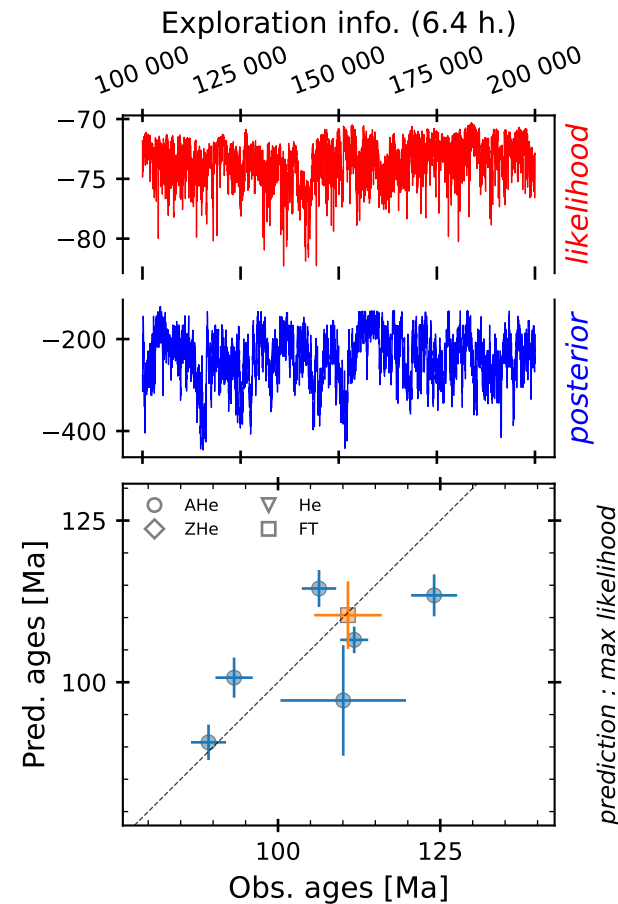 Exploration info. (6.4 h.)
100 000 125 000 150 000 175 000 200 000
−70
−75
−80
likelihood
−200
−400
posterior
AHe He
ZHe FT
125
100
Pred. ages [Ma]
prediction : max likelihood
100 125
Obs. ages [Ma]